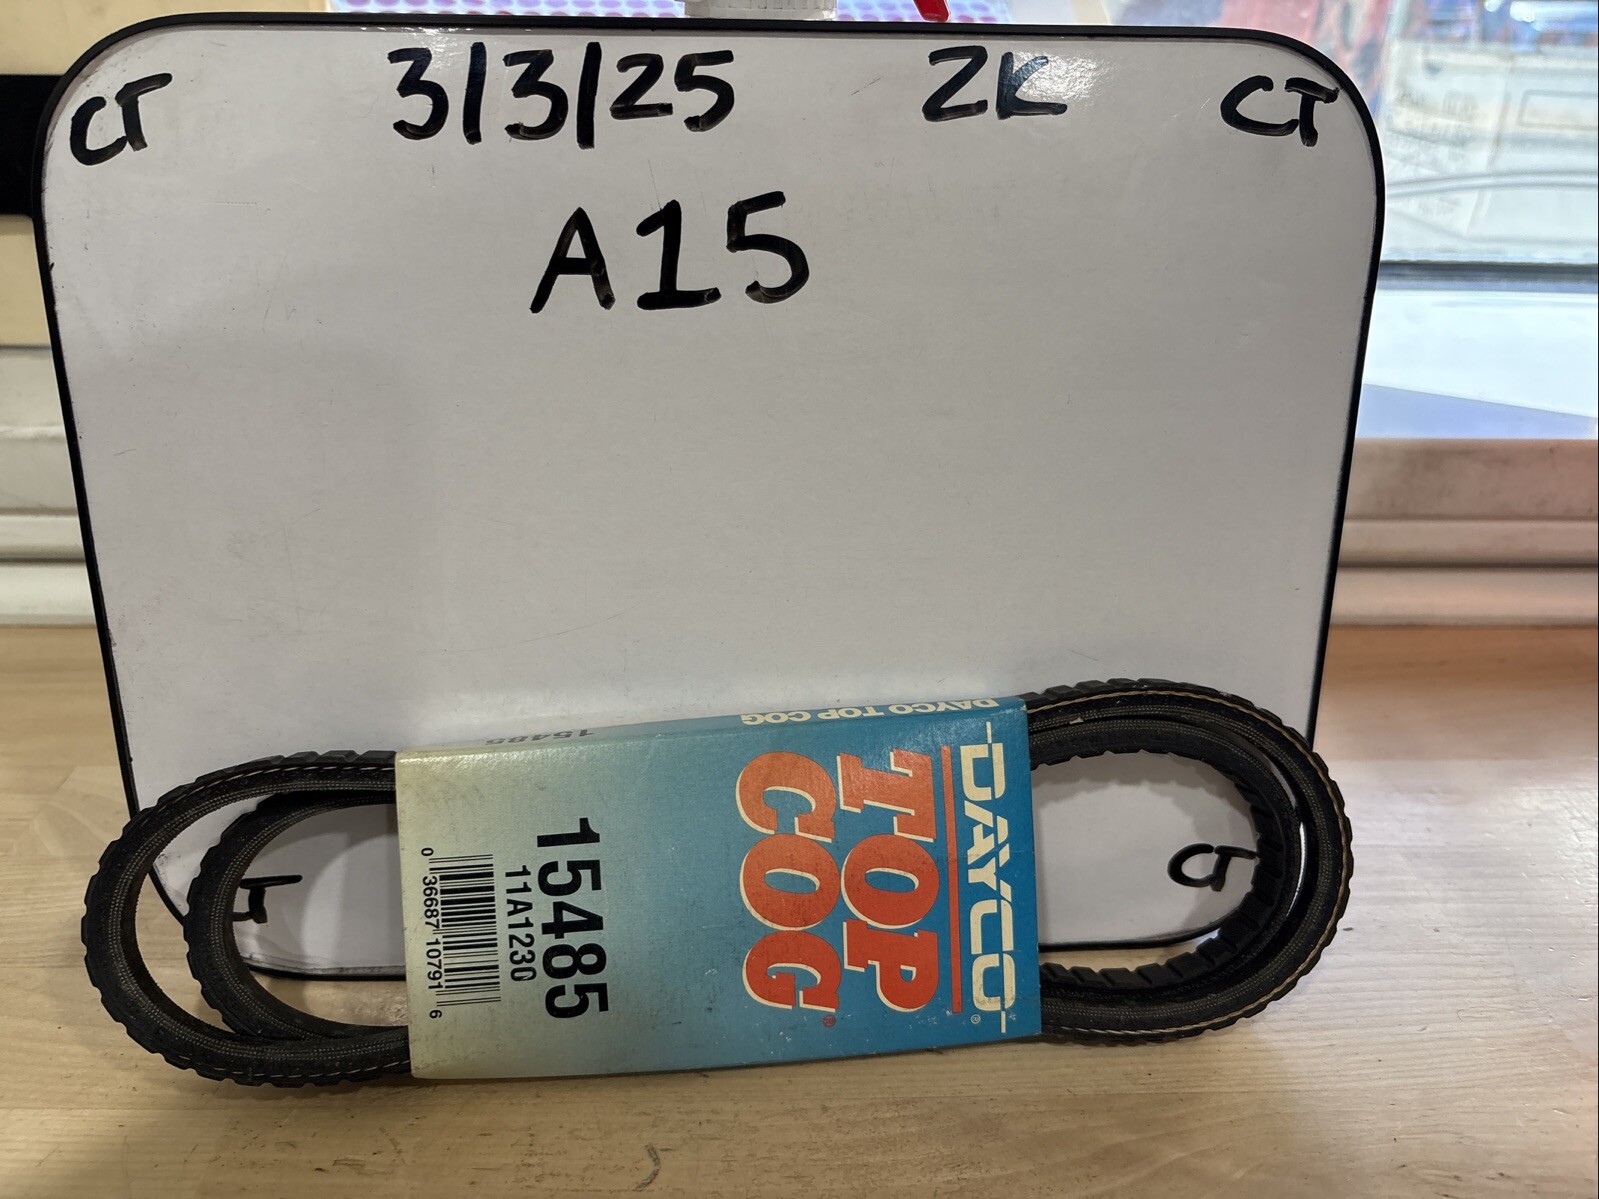 CT 3/3/25 ZK CT
A15
DAYCO TOP COG
15485
DAYCO®
TOP
COG®
15485
11A1230
0 36687 10791 6
CT
CT